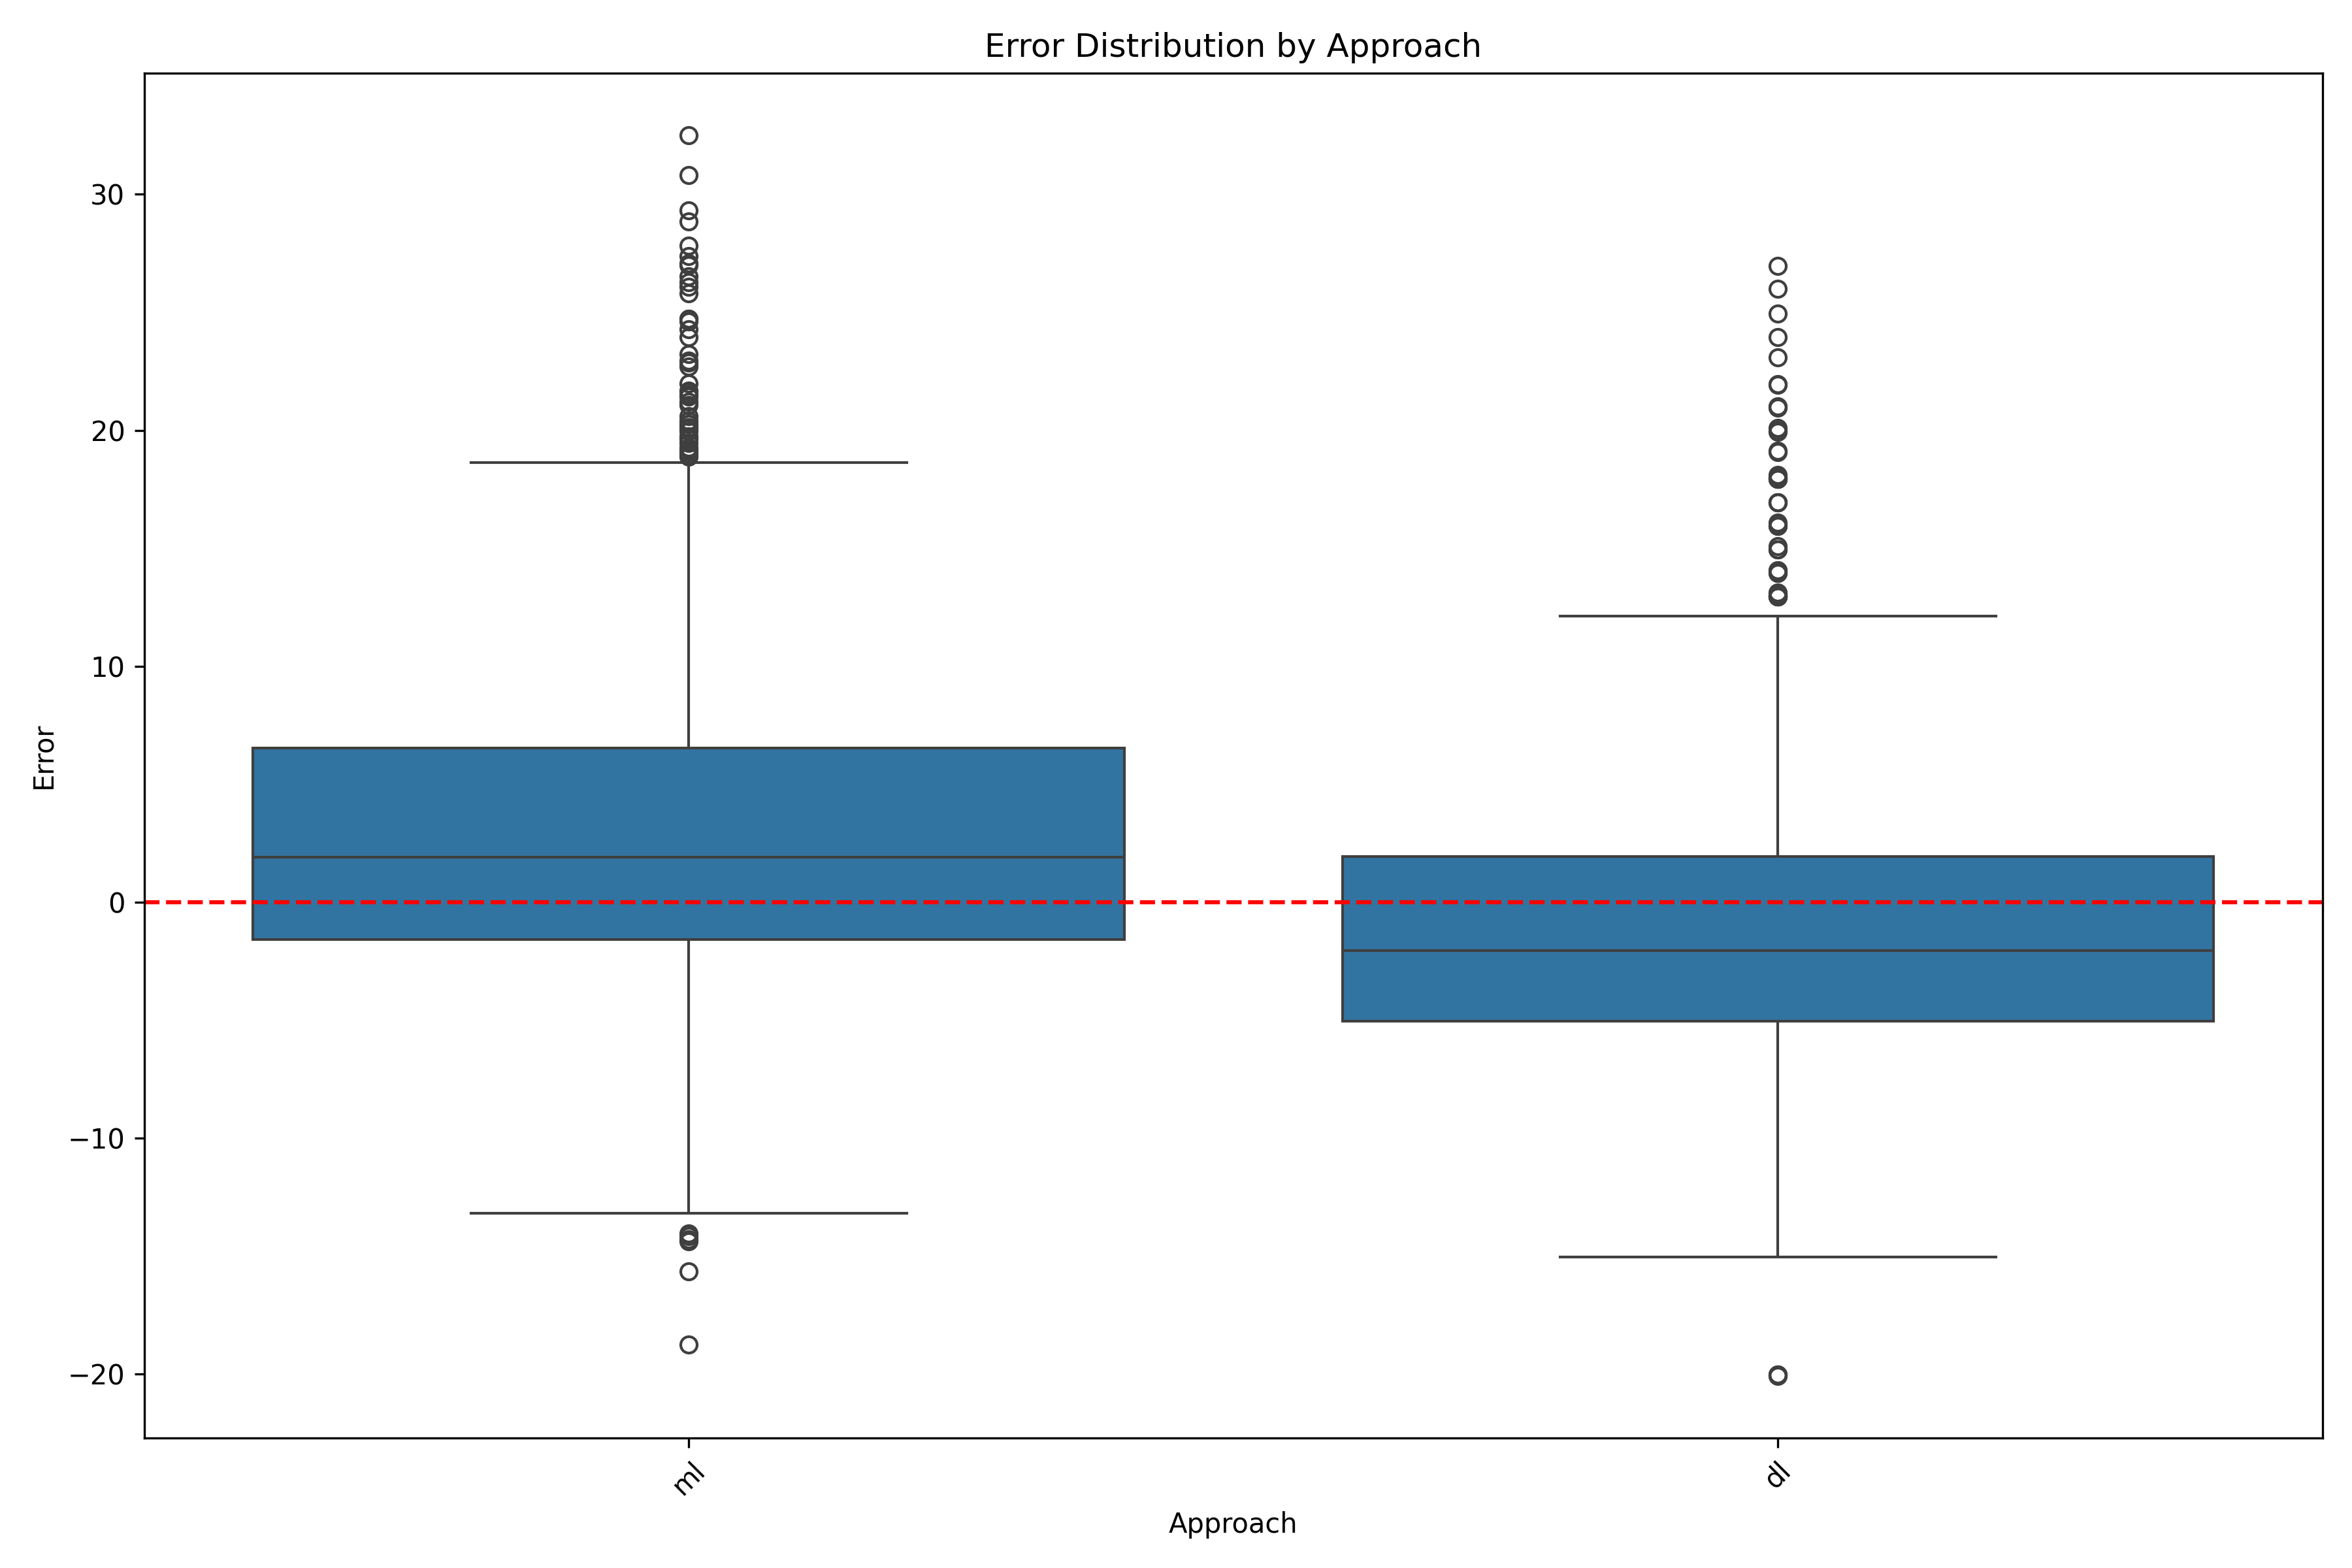 Error Distribution by Approach
30
20
10
0
−10
−20
Error
ml
dl
Approach